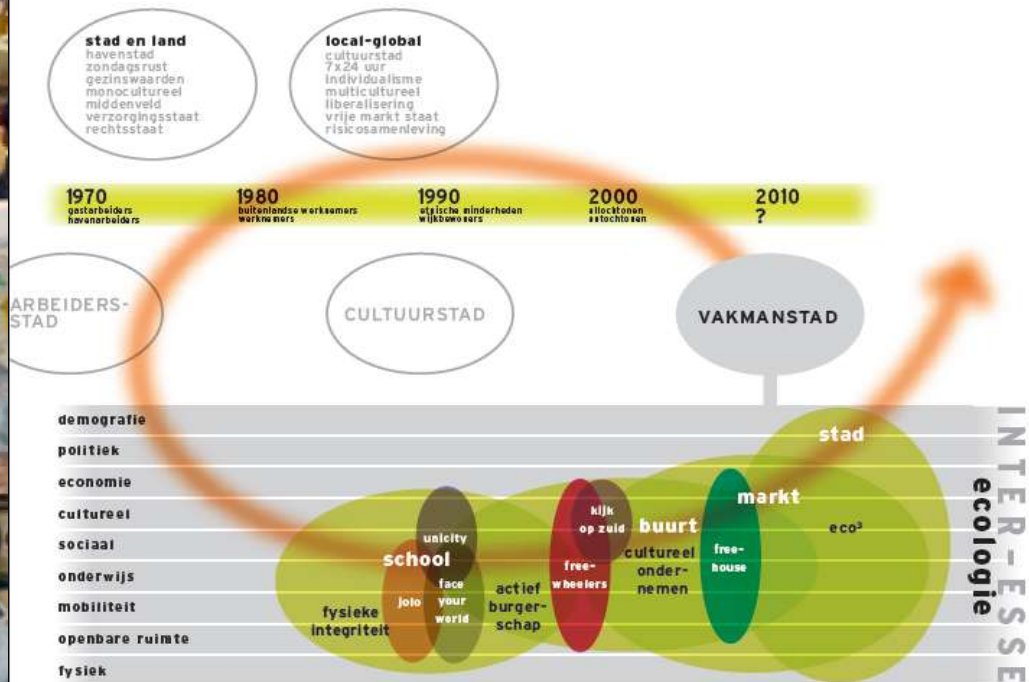 stad en land
havenstad
zondagsrust
gezinswaarden
monocultureel
middenveld
verzorgingsstaat
rechtsstaat
local-global
cultuurstad
7x24 uur
individualisme
multicultureel
liberalisering
vrije markt staat
risicosamenleving
1970
gastarbeiders
havenarbeiders
1980
buitenlandse werknemers
werknemers
1990
etnische minderheden
wijkbewoners
2000
allochtonen
autochtonen
2010
?
ARBEIDERS-
STAD
CULTUURSTAD
VAKMANSTAD
demografie
politiek
economie
cultureel
sociaal
onderwijs
mobiliteit
openbare ruimte
fysiek
school
unicity
jolo
face
your
world
fysieke
integriteit
actief
burger-
schap
free-
wheelers
kijk
op zuid
buurt
cultureel
onder-
nemen
free-
house
markt
stad
eco³
ecologie
INTER-ESSE